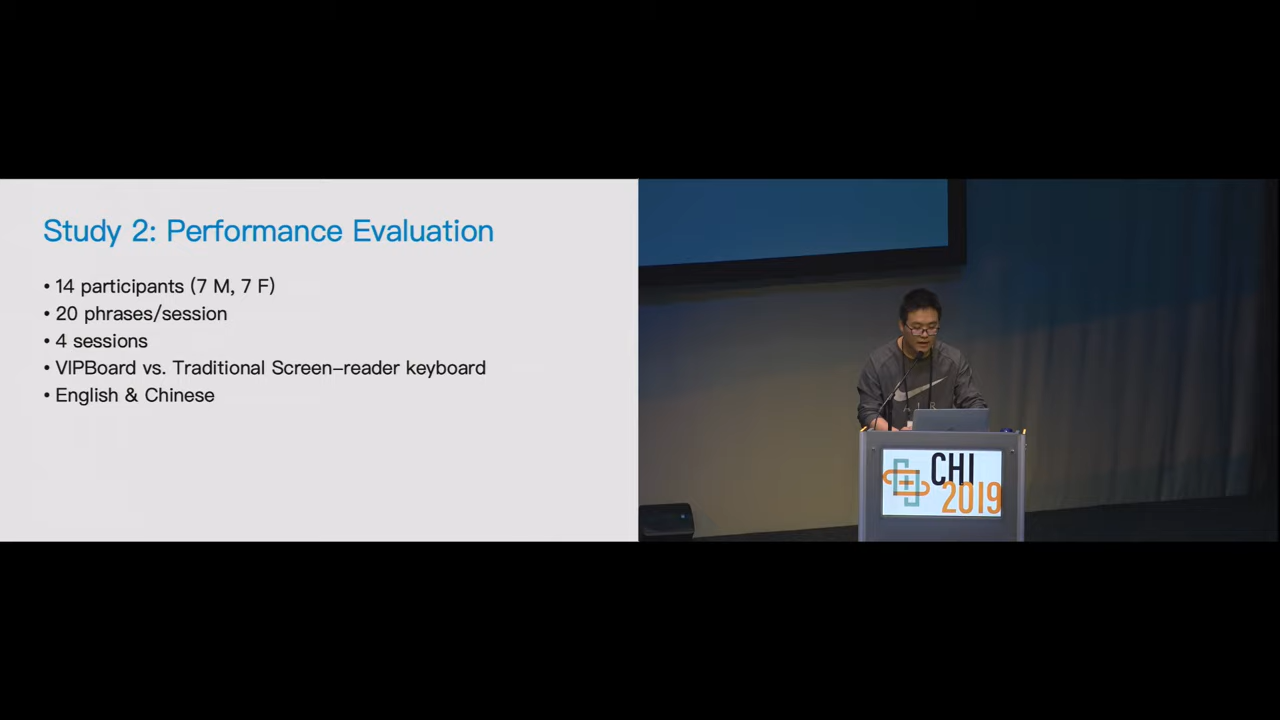 Study 2: Performance Evaluation
• 14 participants (7 M, 7 F)
• 20 phrases/session
• 4 sessions
• VIPBoard vs. Traditional Screen-reader keyboard
• English & Chinese
CHI
2019